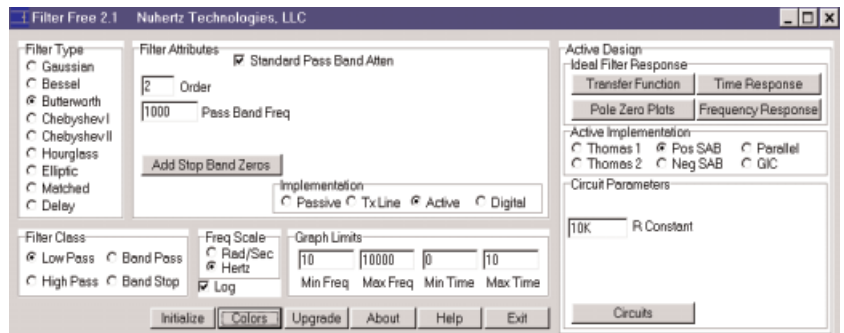 Filter Free 2.1 Nuhertz Technologies, LLC
Filter Type
Gaussian
Bessel
Butterworth
Chebyshev I
Chebyshev II
Hourglass
Elliptic
Matched
Delay
Filter Attributes
Standard Pass Band Atten
2 Order
1000 Pass Band Freq
Add Stop Band Zeros
Implementation
Passive Tx Line Active Digital
Active Design
Ideal Filter Response
Transfer Function Time Response
Pole Zero Plots Frequency Response
Active Implementation
Thomas 1 Pos SAB Parallel
Thomas 2 Neg SAB GIC
Circuit Parameters
10K R Constant
Circuits
Filter Class
Low Pass Band Pass
High Pass Band Stop
Freq Scale
Rad/Sec
Hertz
Log
Graph Limits
10 10000 0 10
Min Freq Max Freq Min Time Max Time
Initialize Colors Upgrade About Help Exit